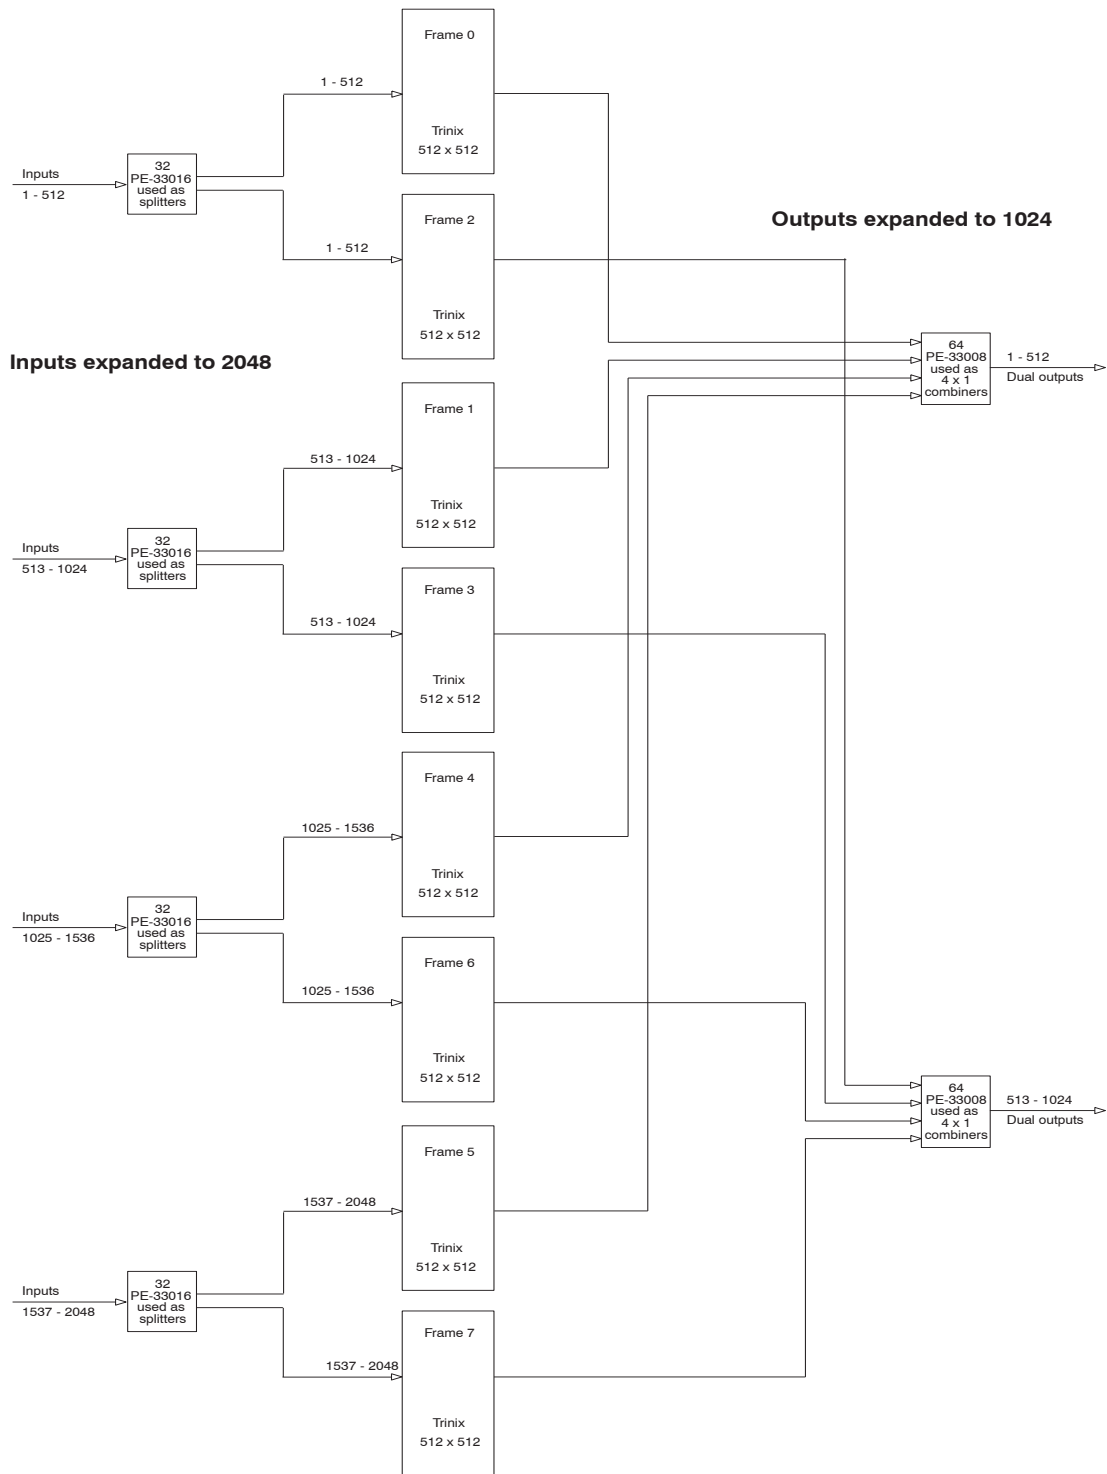 Frame 0
1 - 512
Trinix
512 x 512
Inputs
1 - 512
32
PE-33016
used as
splitters
Frame 2
1 - 512
Trinix
512 x 512
Outputs expanded to 1024
Inputs expanded to 2048
64
PE-33008
used as
4 x 1
combiners
1 - 512
Dual outputs
Frame 1
513 - 1024
Trinix
512 x 512
Inputs
513 - 1024
32
PE-33016
used as
splitters
Frame 3
513 - 1024
Trinix
512 x 512
Frame 4
1025 - 1536
Trinix
512 x 512
Inputs
1025 - 1536
32
PE-33016
used as
splitters
Frame 6
1025 - 1536
Trinix
512 x 512
64
PE-33008
used as
4 x 1
combiners
513 - 1024
Dual outputs
Frame 5
1537 - 2048
Trinix
512 x 512
Inputs
1537 - 2048
32
PE-33016
used as
splitters
Frame 7
1537 - 2048
Trinix
512 x 512